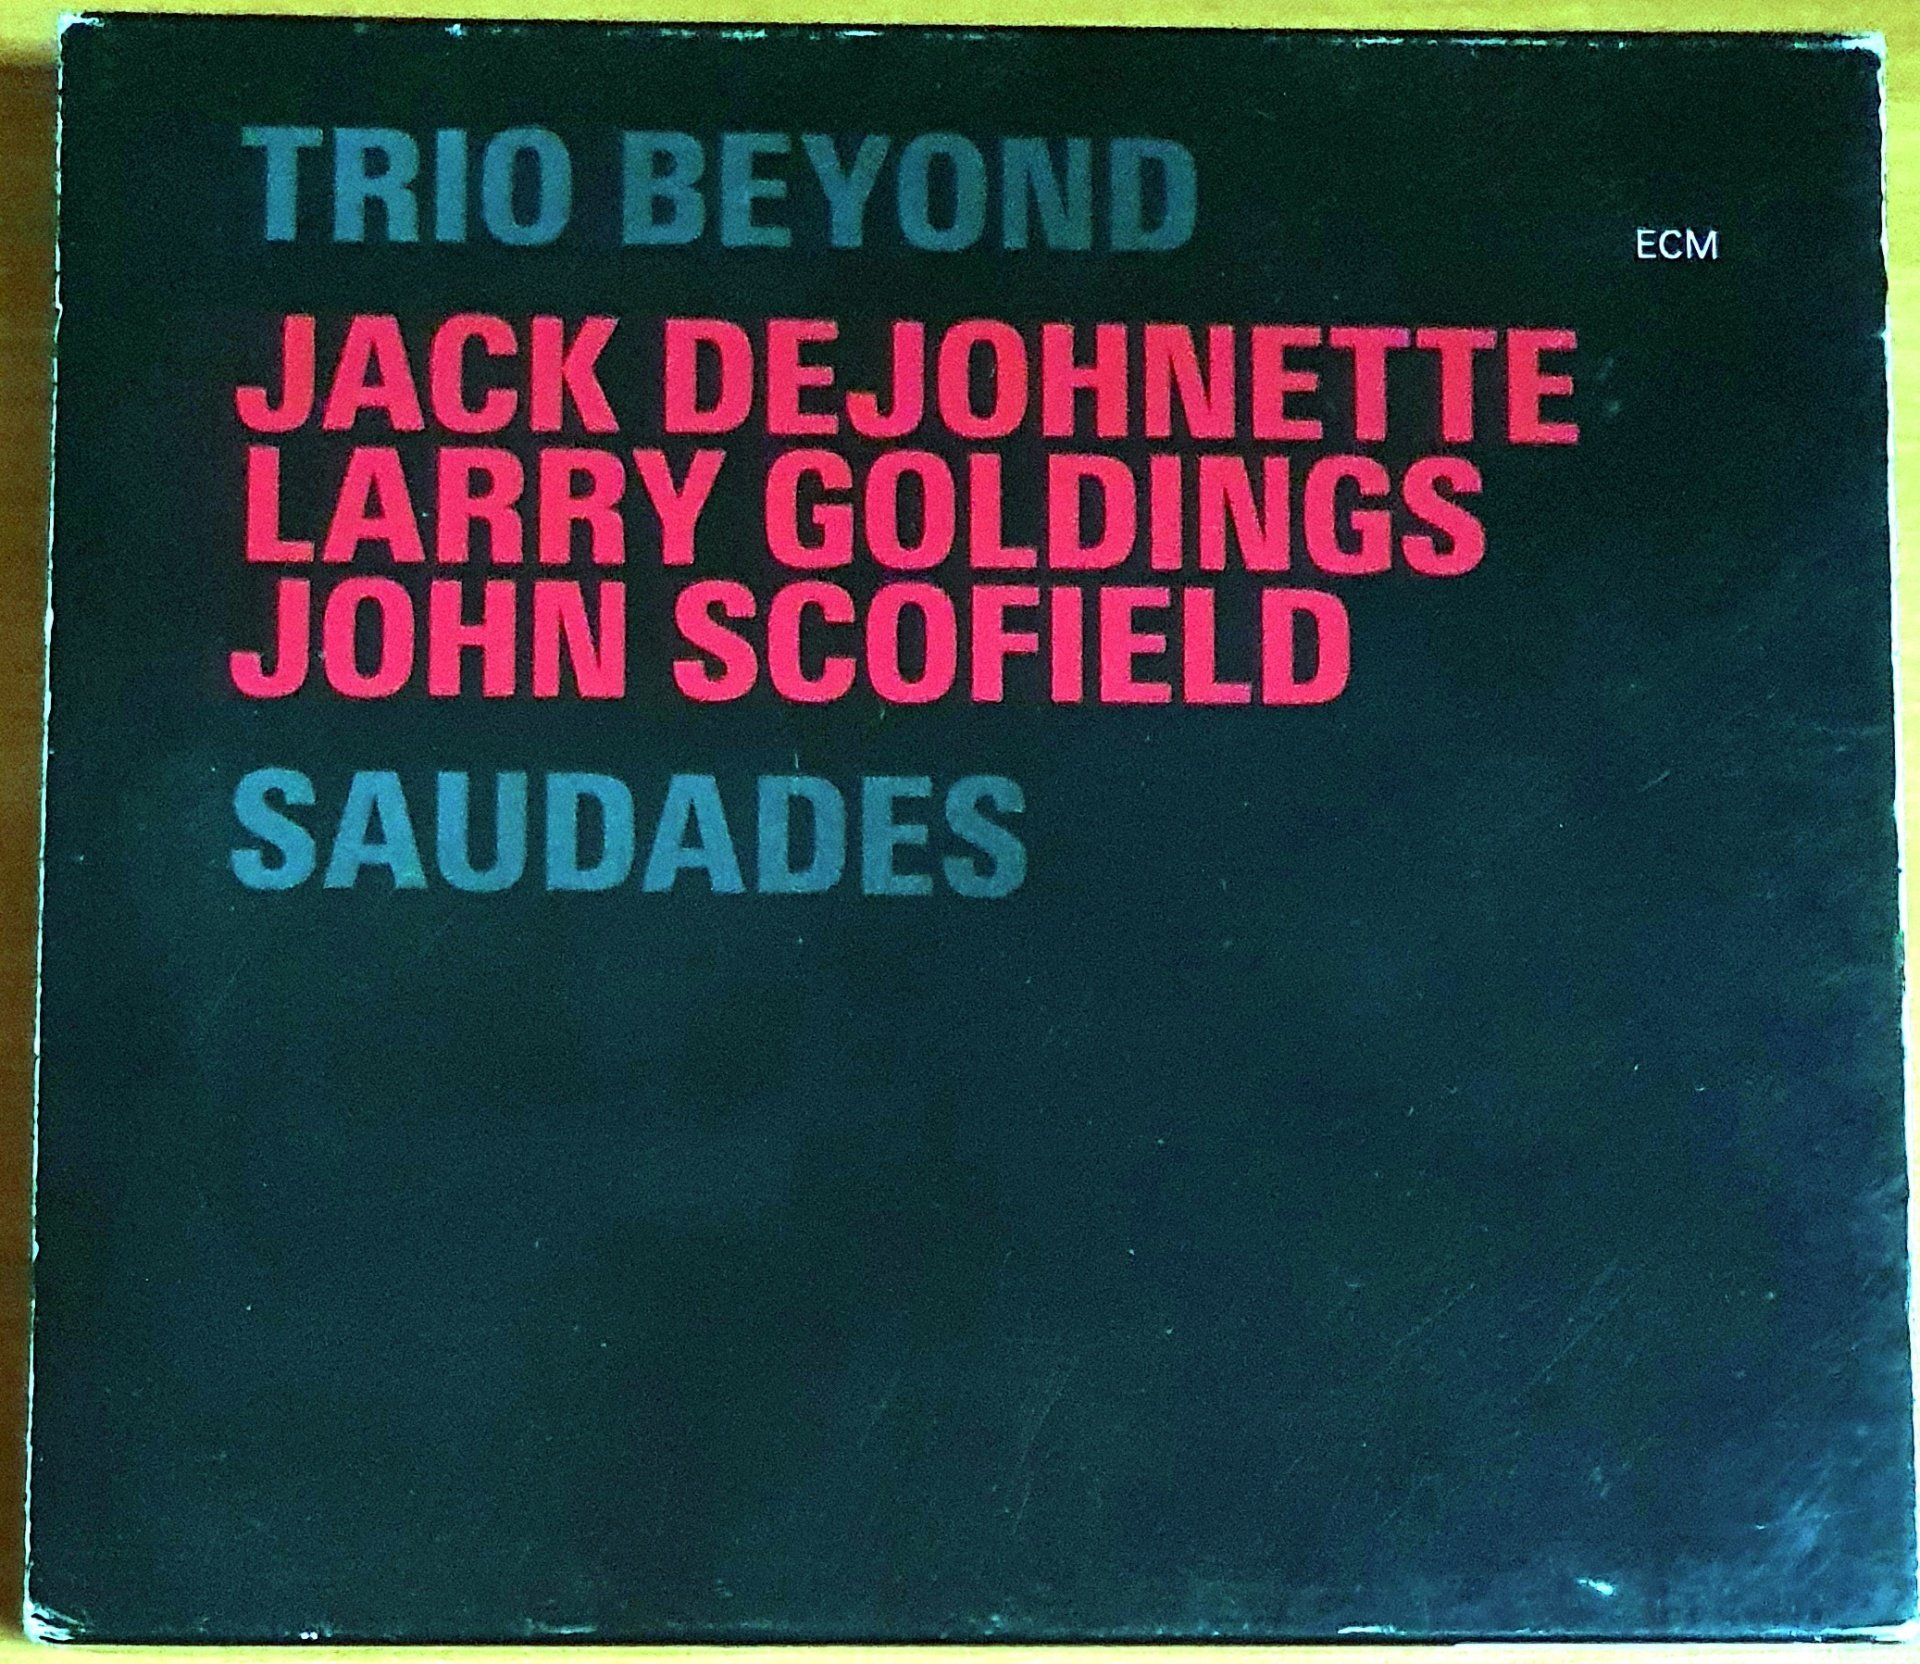 TRIO BEYOND
ECM
JACK DEJOHNETTE
LARRY GOLDINGS
JOHN SCOFIELD
SAUDADES